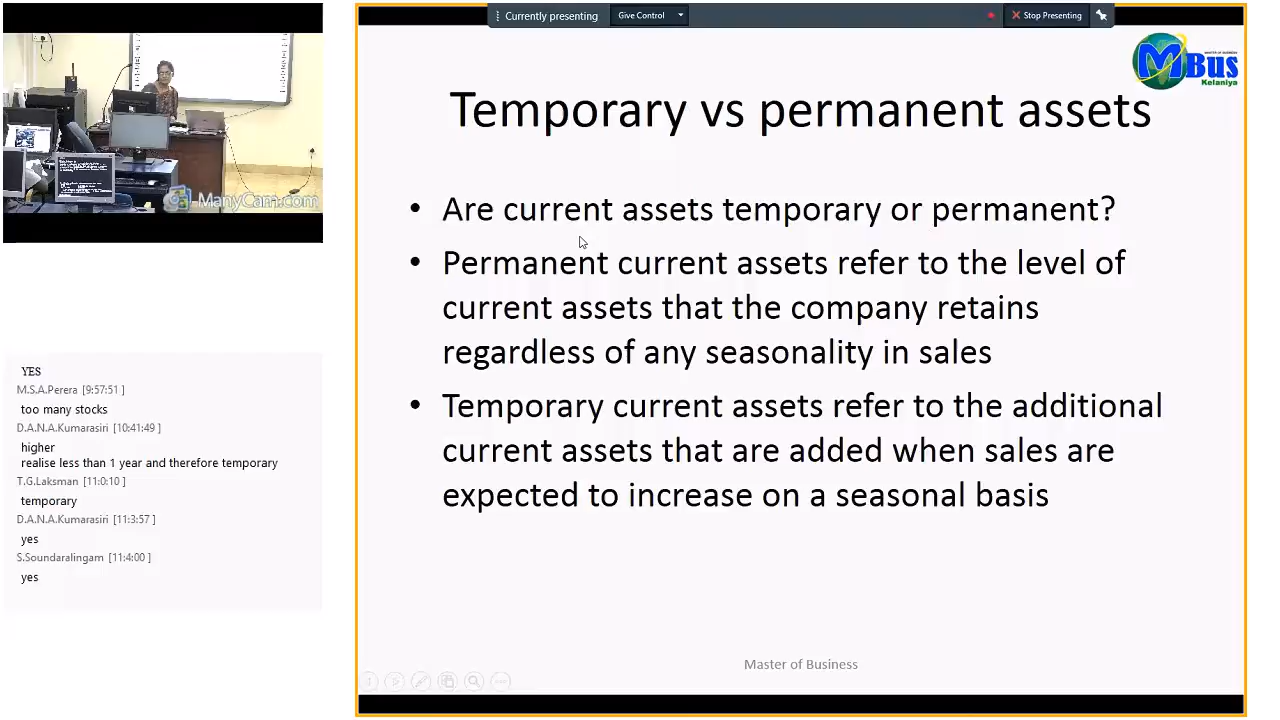 Currently presenting
Give Control
Stop Presenting
MASTER OF BUSINESS
MBus
Kelaniya
Temporary vs permanent assets
• Are current assets temporary or permanent?
• Permanent current assets refer to the level of
current assets that the company retains
regardless of any seasonality in sales
• Temporary current assets refer to the additional
current assets that are added when sales are
expected to increase on a seasonal basis
Master of Business
ManyCam.com
YES
M.S.A.Perera [9:57:51 ]
too many stocks
D.A.N.A.Kumarasiri [10:41:49 ]
higher
realise less than 1 year and therefore temporary
T.G.Laksman [11:0:10 ]
temporary
D.A.N.A.Kumarasiri [11:3:57 ]
yes
S.Soundaralingam [11:4:00 ]
yes